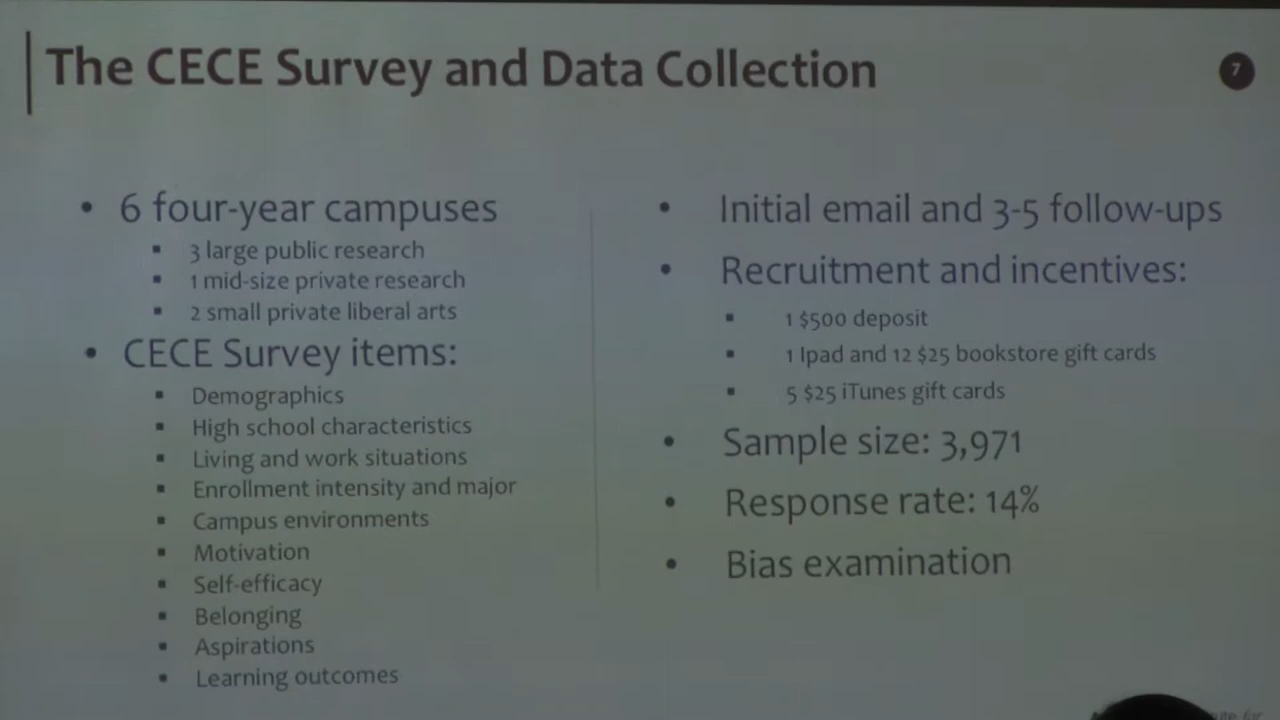 The CECE Survey and Data Collection
7
• 6 four-year campuses
▪ 3 large public research
▪ 1 mid-size private research
▪ 2 small private liberal arts
• CECE Survey items:
▪ Demographics
▪ High school characteristics
▪ Living and work situations
▪ Enrollment intensity and major
▪ Campus environments
▪ Motivation
▪ Self-efficacy
▪ Belonging
▪ Aspirations
▪ Learning outcomes
• Initial email and 3-5 follow-ups
• Recruitment and incentives:
▪ 1 $500 deposit
▪ 1 Ipad and 12 $25 bookstore gift cards
▪ 5 $25 iTunes gift cards
• Sample size: 3,971
• Response rate: 14%
• Bias examination